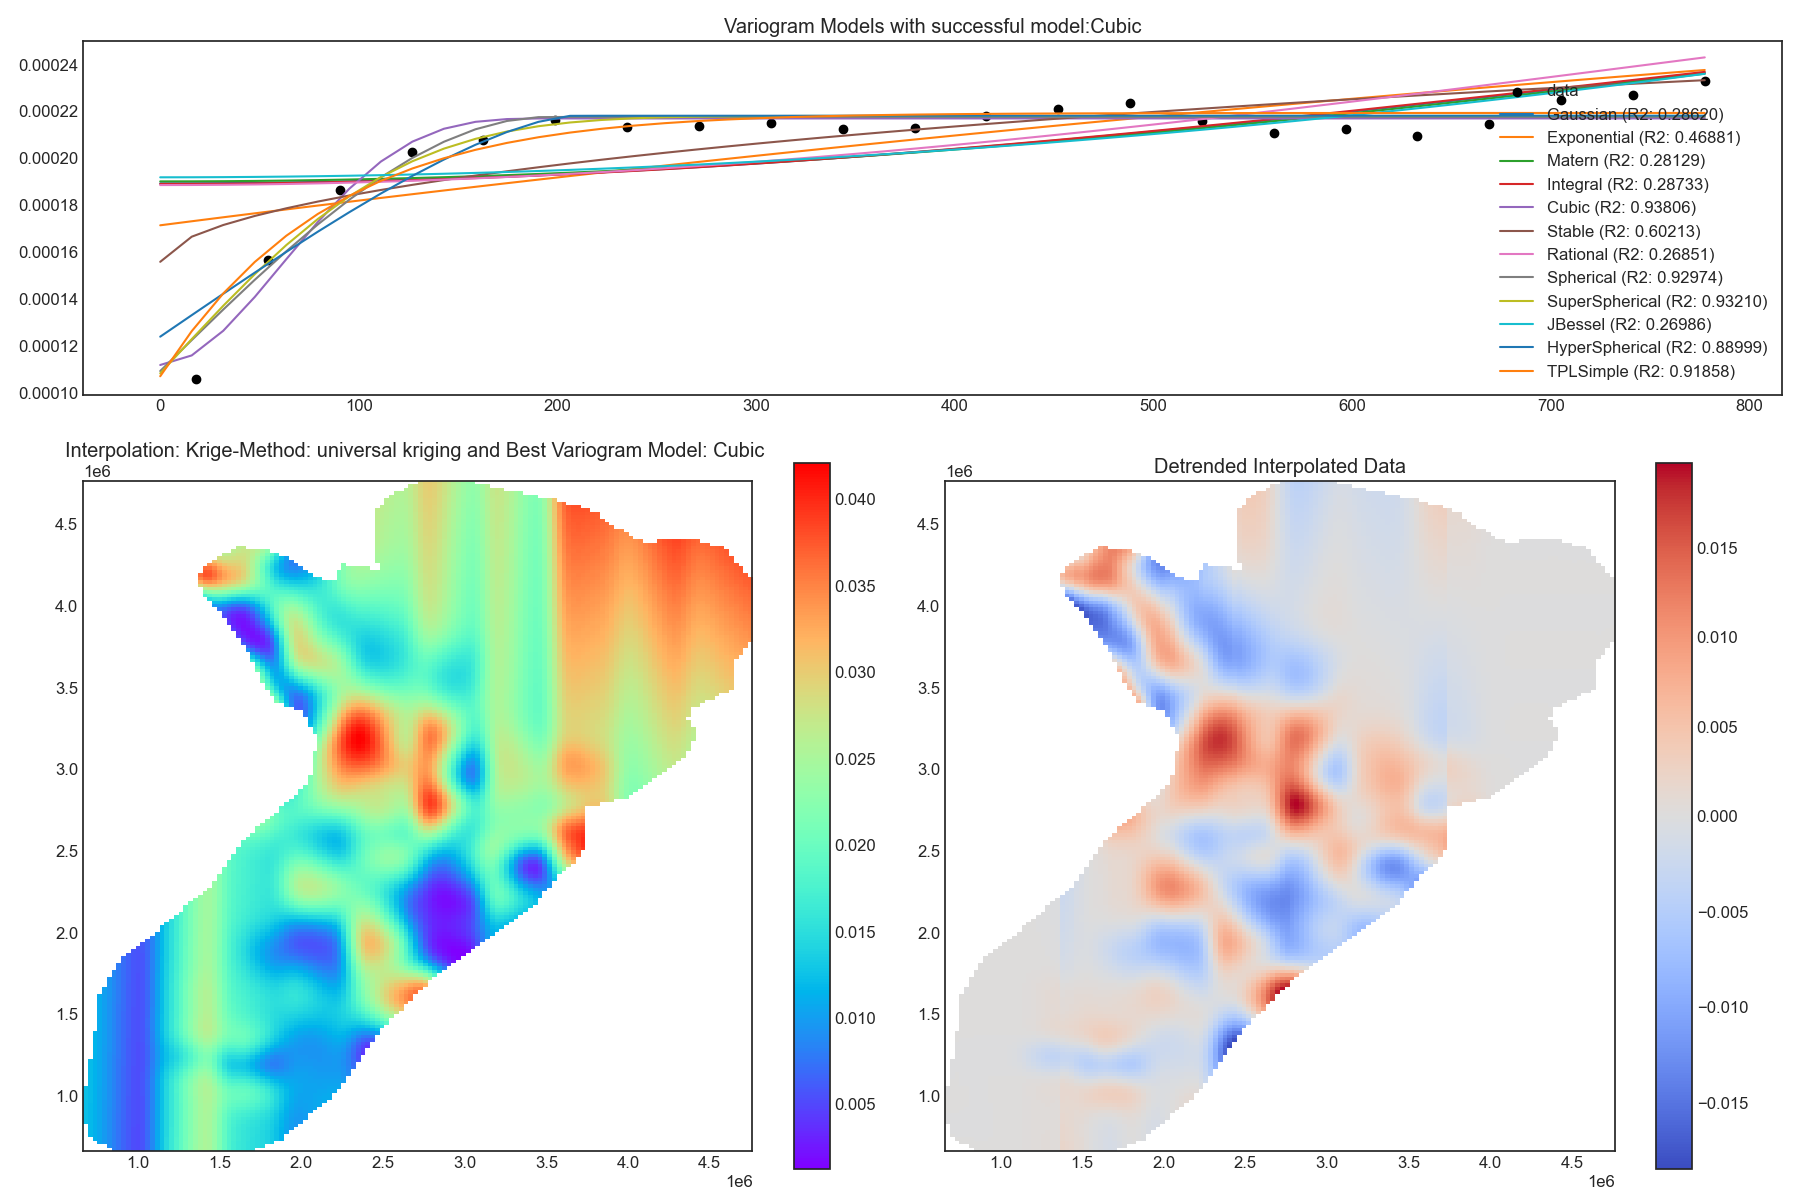 Variogram Models with successful model:Cubic
0.00024
0.00022
0.00020
0.00018
0.00016
0.00014
0.00012
0.00010
data
Gaussian (R2: 0.28620)
Exponential (R2: 0.46881)
Matern (R2: 0.28129)
Integral (R2: 0.28733)
Cubic (R2: 0.93806)
Stable (R2: 0.60213)
Rational (R2: 0.26851)
Spherical (R2: 0.92974)
SuperSpherical (R2: 0.93210)
JBessel (R2: 0.26986)
HyperSpherical (R2: 0.88999)
TPLSimple (R2: 0.91858)
0 100 200 300 400 500 600 700 800
Interpolation: Krige-Method: universal kriging and Best Variogram Model: Cubic
1e6
4.5
4.0
3.5
3.0
2.5
2.0
1.5
1.0
1.0 1.5 2.0 2.5 3.0 3.5 4.0 4.5
1e6
0.040
0.035
0.030
0.025
0.020
0.015
0.010
0.005
Detrended Interpolated Data
1e6
4.5
4.0
3.5
3.0
2.5
2.0
1.5
1.0
1.0 1.5 2.0 2.5 3.0 3.5 4.0 4.5
1e6
0.015
0.010
0.005
0.000
−0.005
−0.010
−0.015